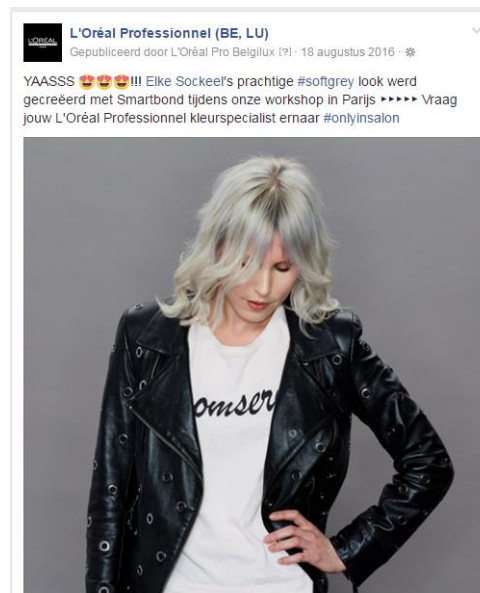 L'ORÉAL
L'Oréal Professionnel (BE, LU)
Gepubliceerd door L'Oréal Pro Belgilux [?] · 18 augustus 2016 ·
YAASSS 😍😍😍!!! Elke Sockeel's prachtige #softgrey look werd
gecreëerd met Smartbond tijdens onze workshop in Parijs ►►►►► Vraag
jouw L'Oréal Professionnel kleurspecialist ernaar #onlyinsalon
omser